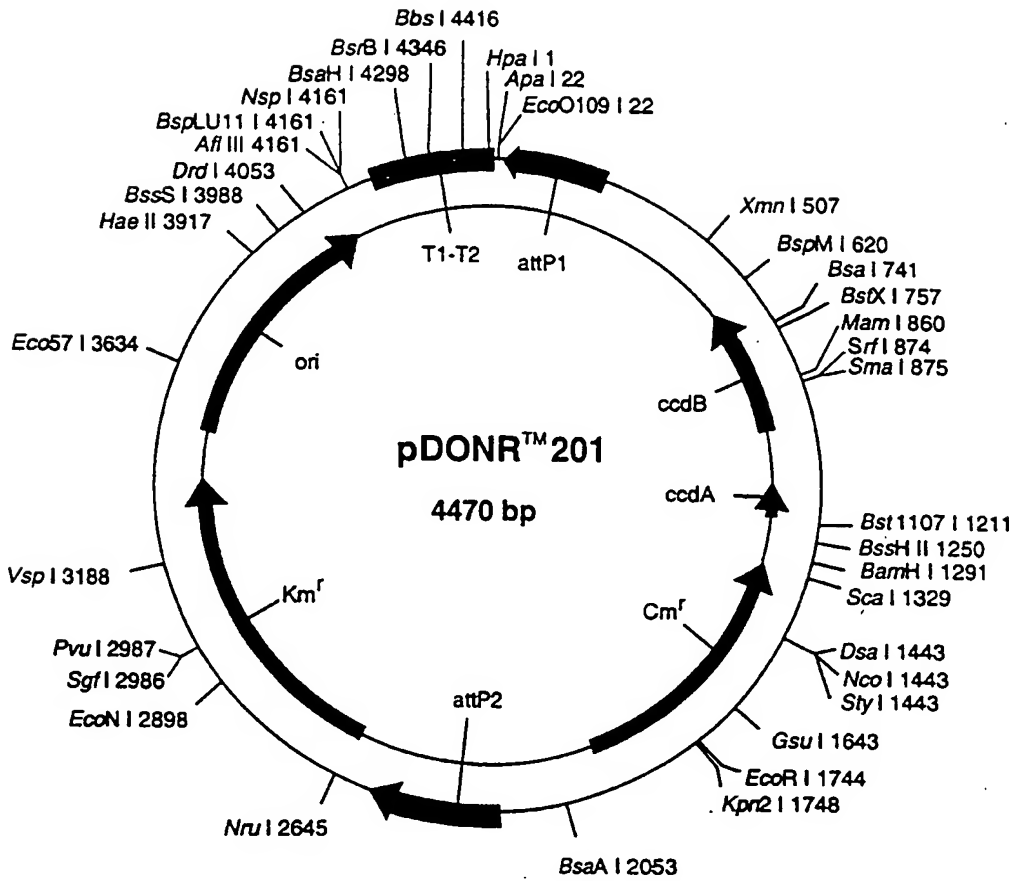 Bbs I 4416
BsrB I 4346
BsaH I 4298
Nsp I 4161
BspLU11 I 4161
Afl III 4161
Drd I 4053
BssS I 3988
Hae II 3917
Hpa I 1
Apa I 22
EcoO109 I 22
Xmn I 507
BspM I 620
Bsa I 741
BstX I 757
Mam I 860
Srf I 874
Sma I 875
T1-T2
attP1
Eco57 I 3634
ori
ccdB
pDONR™201
4470 bp
ccdA
Bst1107 I 1211
BssH II 1250
BamH I 1291
Sca I 1329
Vsp I 3188
Kmr
Cmr
Dsa I 1443
Nco I 1443
Sty I 1443
Pvu I 2987
Sgf I 2986
EcoN I 2898
attP2
Gsu I 1643
EcoR I 1744
Kpn2 I 1748
Nru I 2645
BsaA I 2053